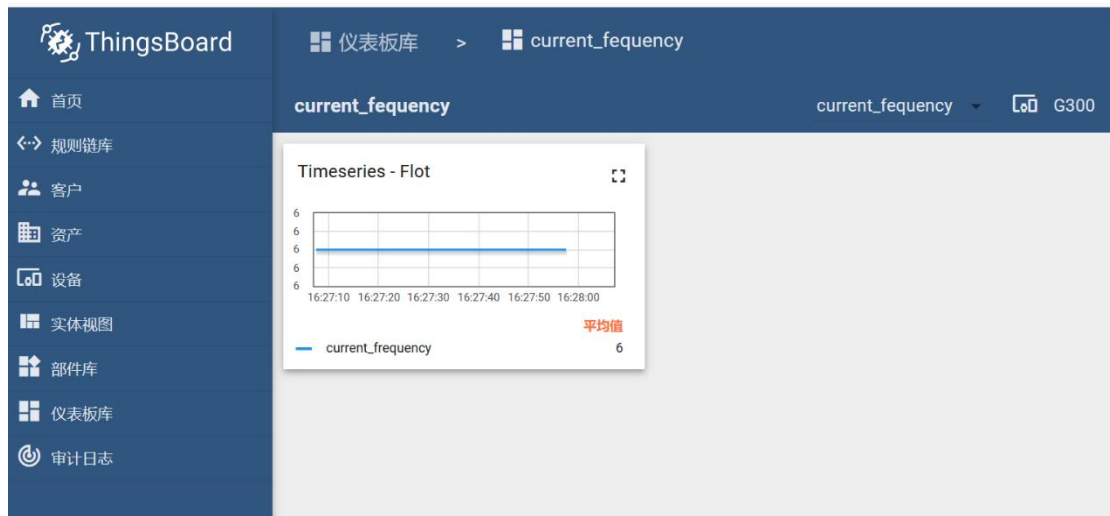 ThingsBoard
仪表板库 > current_fequency
首页
current_fequency
current_fequency
G300
规则链库
客户
资产
设备
实体视图
部件库
仪表板库
审计日志
Timeseries - Flot
6
6
6
6
6
16:27:10 16:27:20 16:27:30 16:27:40 16:27:50 16:28:00
平均值
current_frequency 6